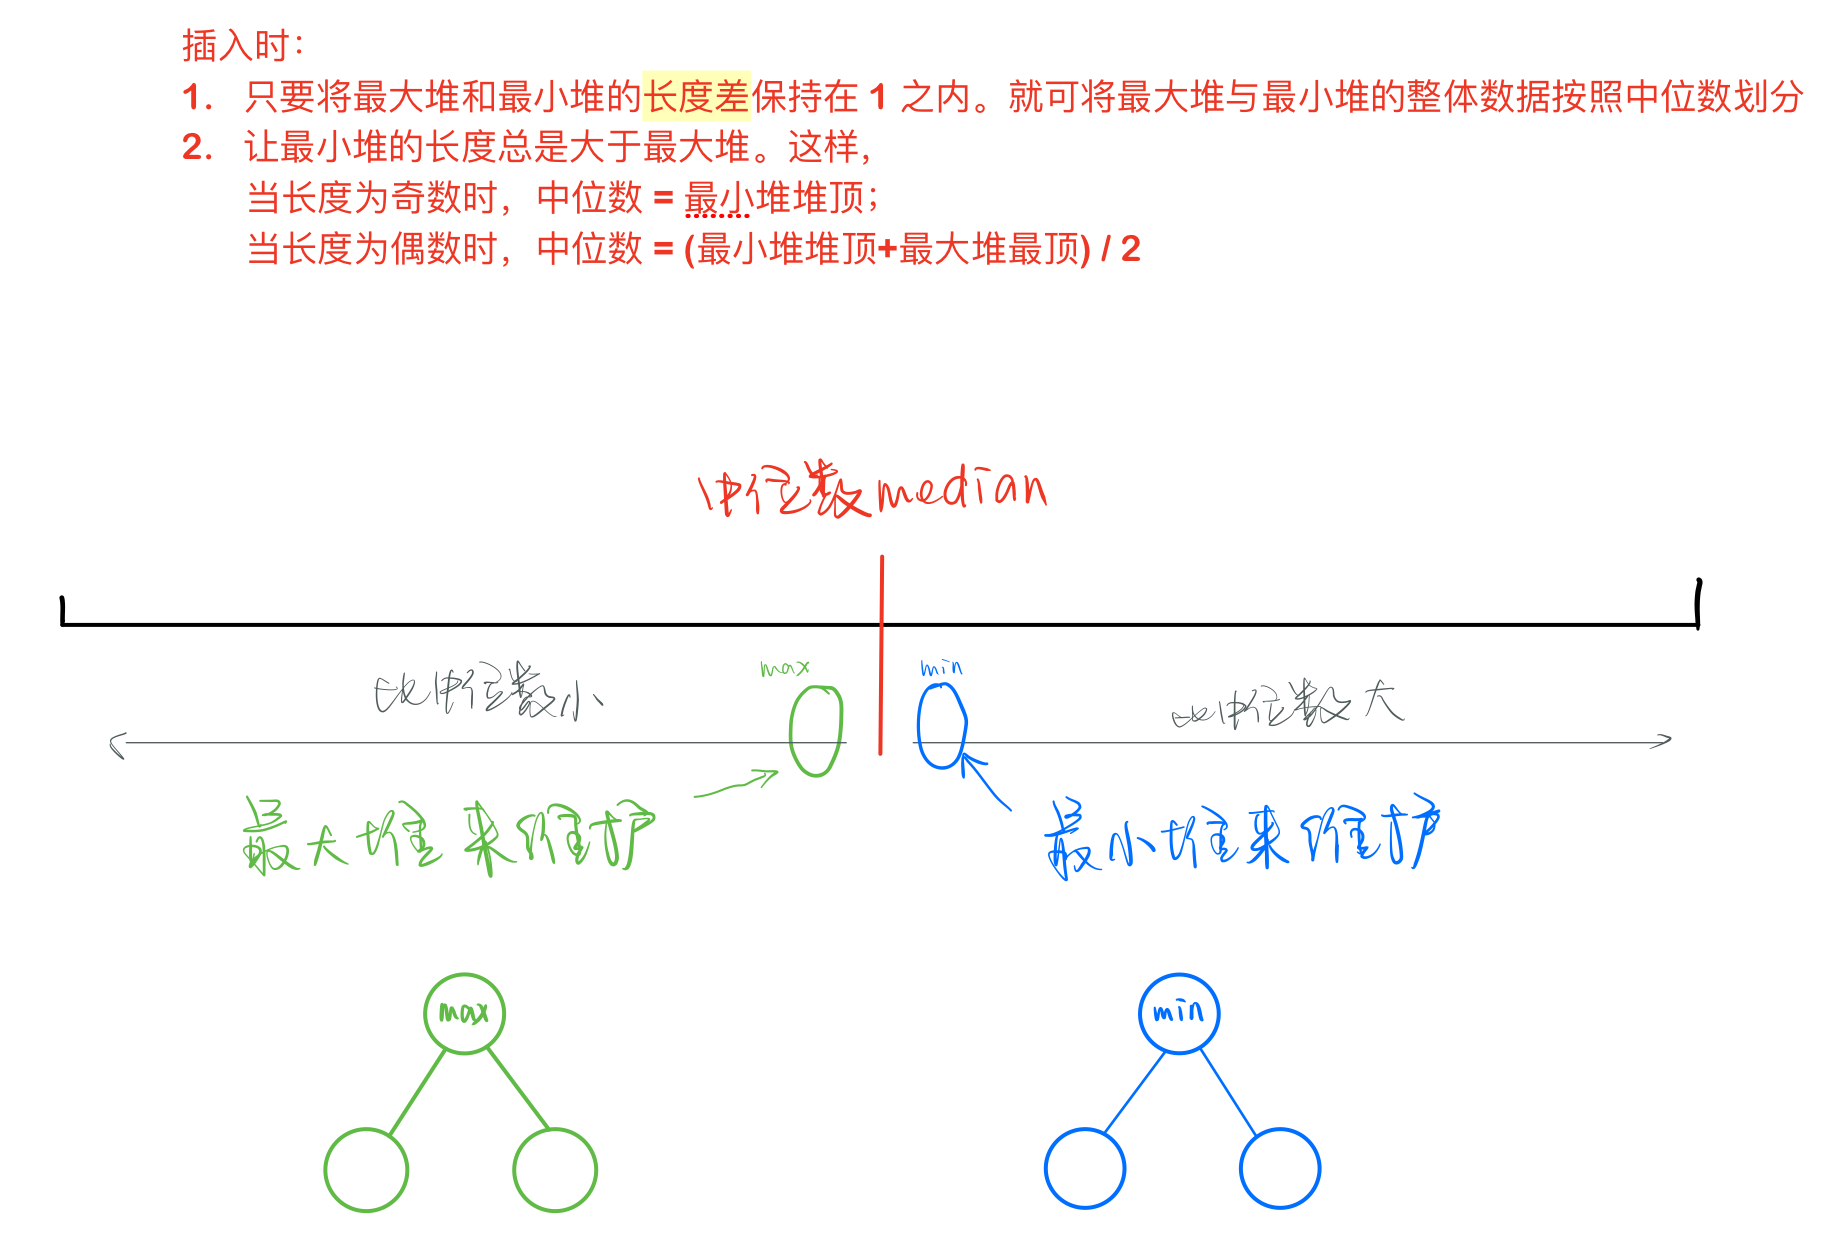 插入时：
1. 只要将最大堆和最小堆的长度差保持在 1 之内。就可将最大堆与最小堆的整体数据按照中位数划分
2. 让最小堆的长度总是大于最大堆。这样，
当长度为奇数时，中位数 = 最小堆堆顶；
当长度为偶数时，中位数 = (最小堆堆顶+最大堆最顶) / 2
中位数median
max
min
比中位数小
比中位数大
最大堆来维护
最小堆来维护
max
min